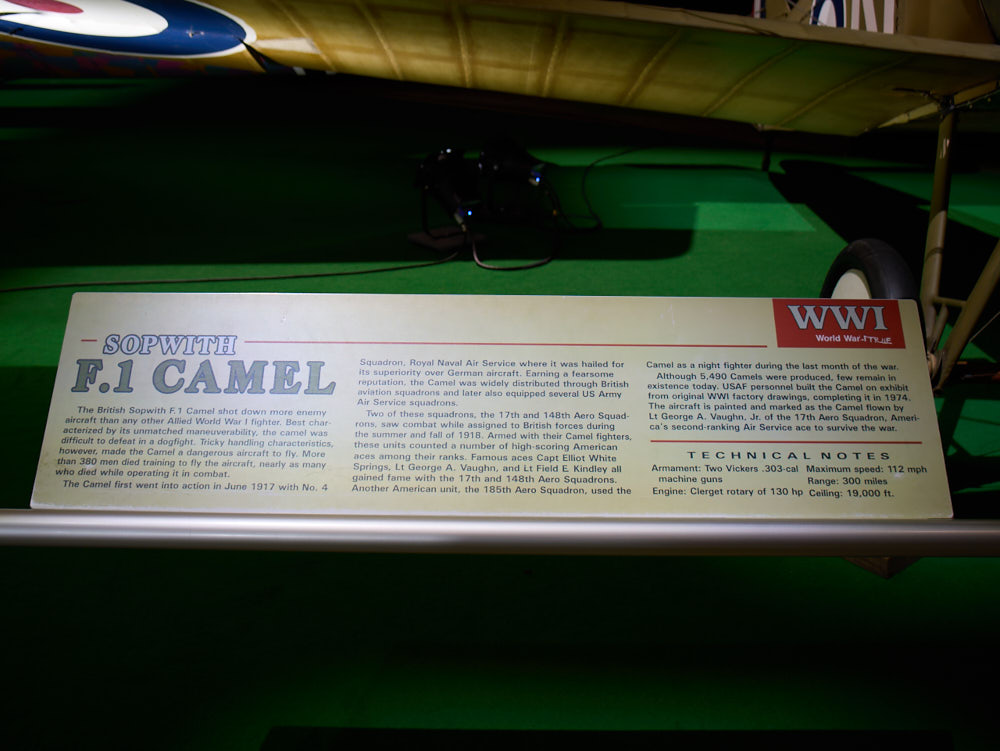 SOPWITH
F.1 CAMEL
The British Sopwith F.1 Camel shot down more enemy
aircraft than any other Allied World War I fighter. Best char-
acterized by its unmatched maneuverability, the camel was
difficult to defeat in a dogfight. Tricky handling characteristics,
however, made the Camel a dangerous aircraft to fly. More
than 380 men died training to fly the aircraft, nearly as many
who died while operating it in combat.
The Camel first went into action in June 1917 with No. 4
Squadron, Royal Naval Air Service where it was hailed for
its superiority over German aircraft. Earning a fearsome
reputation, the Camel was widely distributed through British
aviation squadrons and later also equipped several US Army
Air Service squadrons.
Two of these squadrons, the 17th and 148th Aero Squad-
rons, saw combat while assigned to British forces during
the summer and fall of 1918. Armed with their Camel fighters,
these units counted a number of high-scoring American
aces among their ranks. Famous aces Capt Elliot White
Springs, Lt George A. Vaughn, and Lt Field E. Kindley all
gained fame with the 17th and 148th Aero Squadrons.
Another American unit, the 185th Aero Squadron, used the
WWI
World War
Camel as a night fighter during the last month of the war.
Although 5,490 Camels were produced, few remain in
existence today. USAF personnel built the Camel on exhibit
from original WWI factory drawings, completing it in 1974.
The aircraft is painted and marked as the Camel flown by
Lt George A. Vaughn, Jr. of the 17th Aero Squadron, Ameri-
ca's second-ranking Air Service ace to survive the war.
TECHNICAL NOTES
Armament: Two Vickers .303-cal
machine guns
Engine: Clerget rotary of 130 hp
Maximum speed: 112 mph
Range: 300 miles
Ceiling: 19,000 ft.